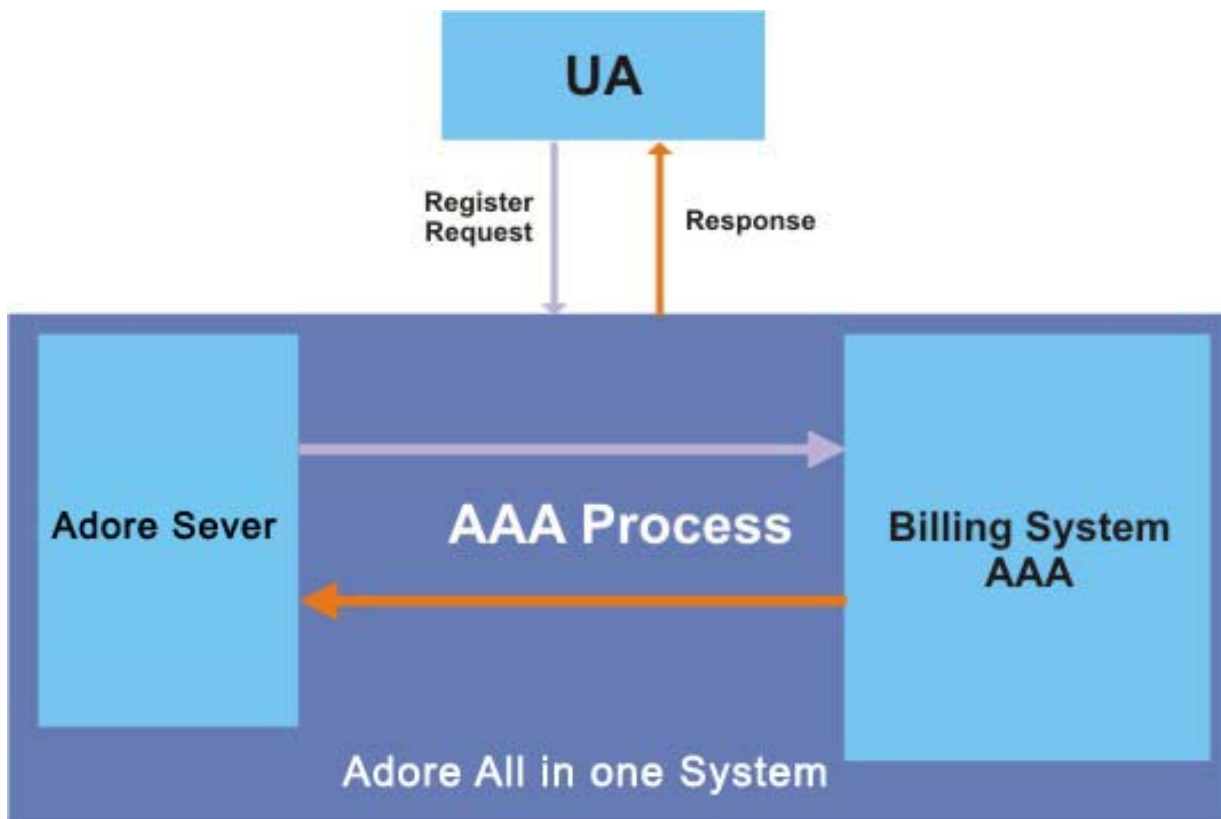 UA
Register
Request
Response
Adore Sever
AAA Process
Billing System
AAA
Adore All in one System